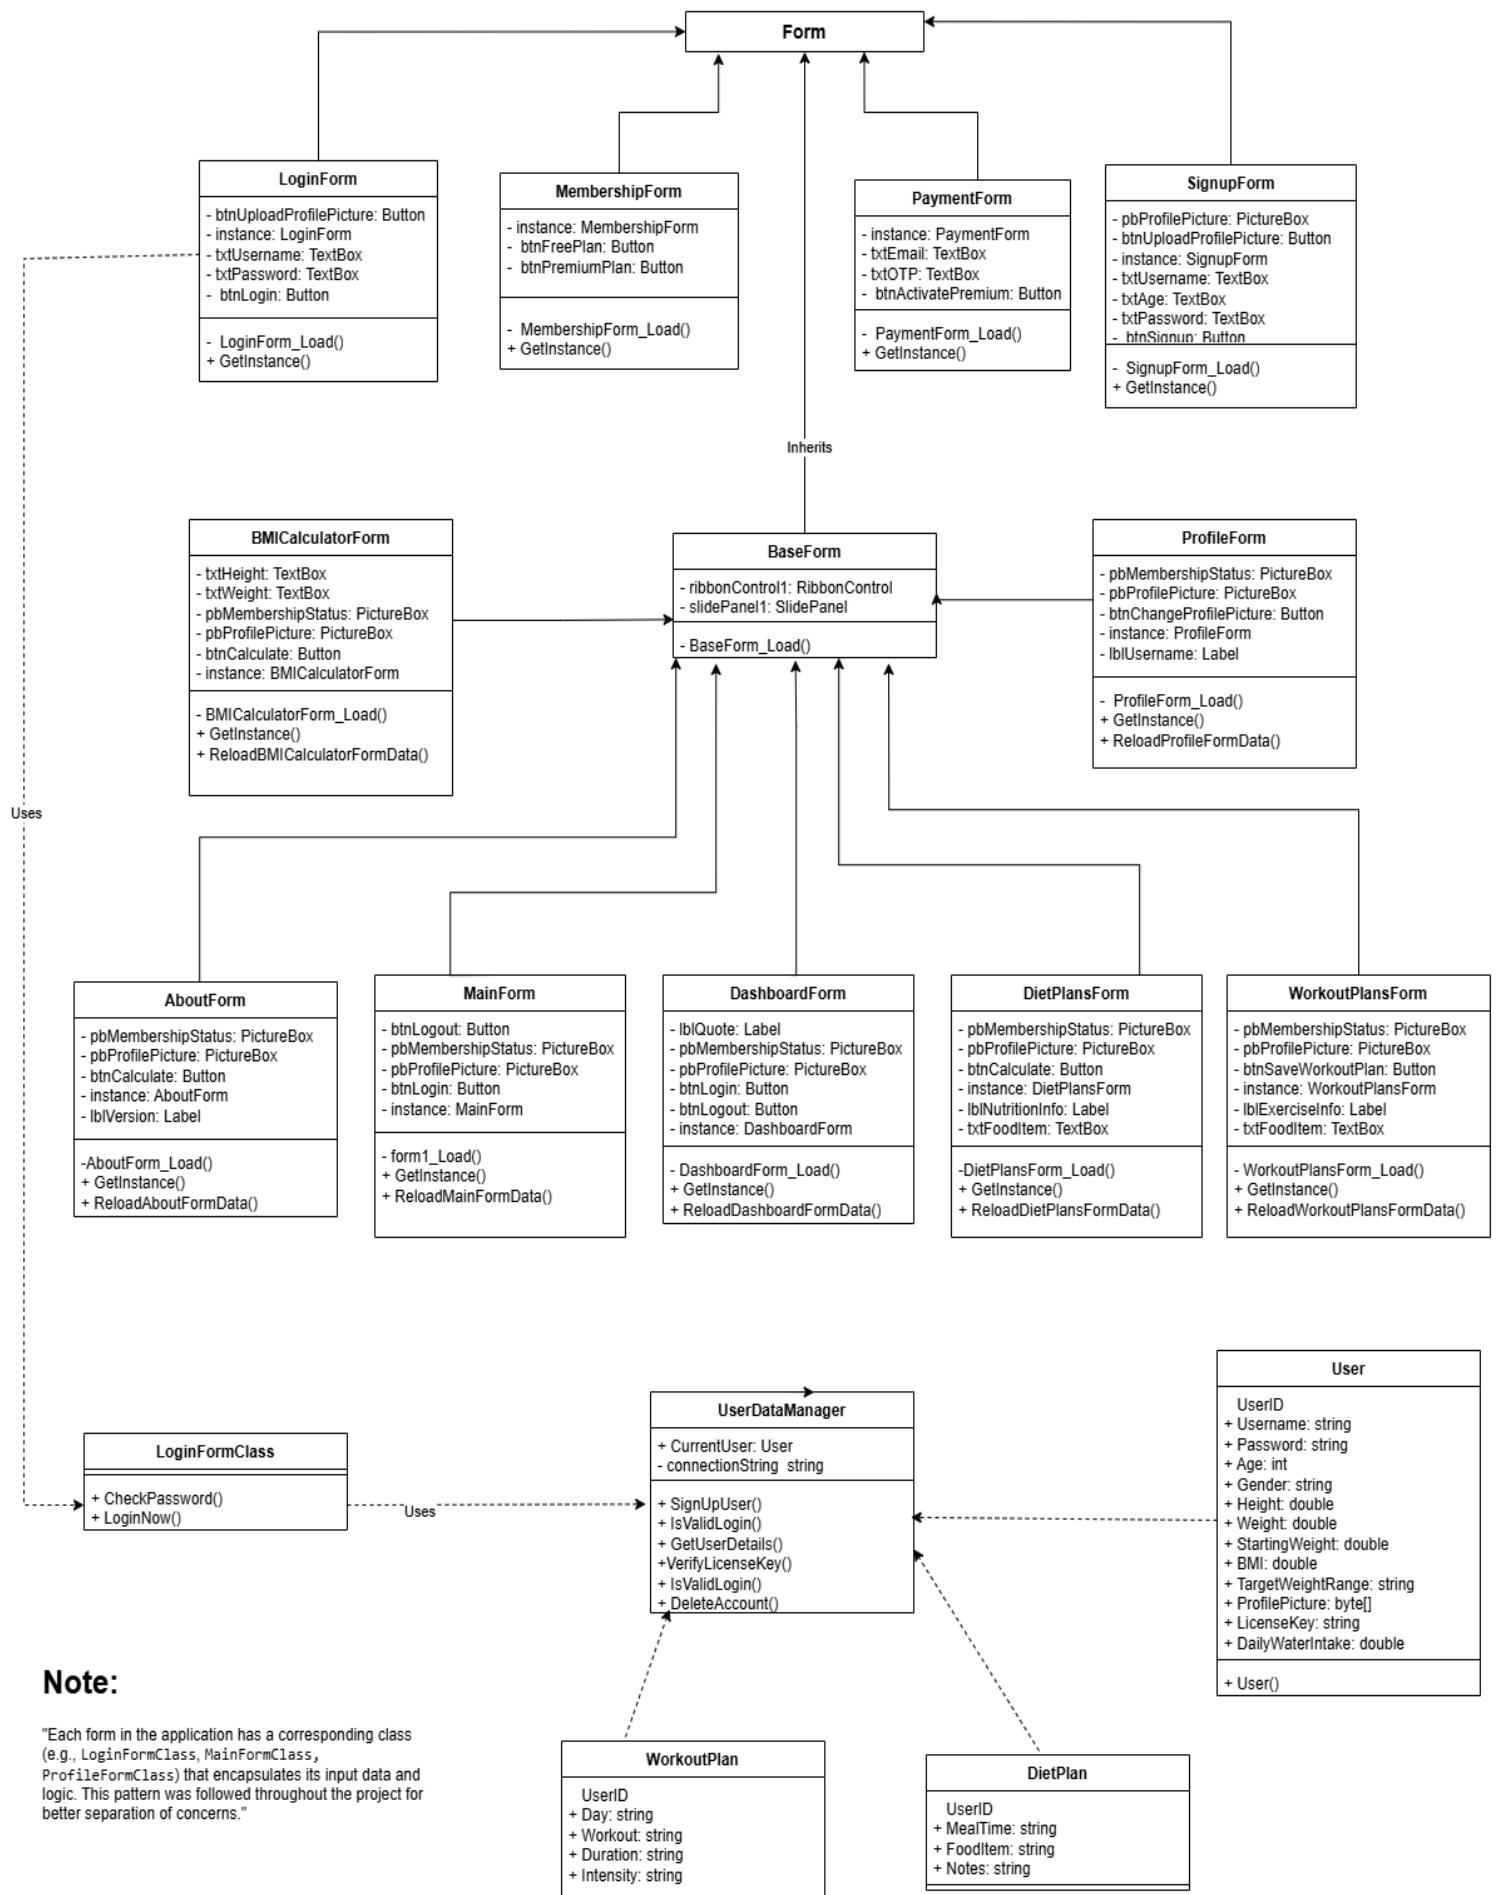 Form
LoginForm
- btnUploadProfilePicture: Button
- instance: LoginForm
- txtUsername: TextBox
- txtPassword: TextBox
- btnLogin: Button
- LoginForm_Load()
+ GetInstance()
MembershipForm
- instance: MembershipForm
- btnFreePlan: Button
- btnPremiumPlan: Button
- MembershipForm_Load()
+ GetInstance()
PaymentForm
- instance: PaymentForm
- txtEmail: TextBox
- txtOTP: TextBox
- btnActivatePremium: Button
- PaymentForm_Load()
+ GetInstance()
SignupForm
- pbProfilePicture: PictureBox
- btnUploadProfilePicture: Button
- instance: SignupForm
- txtUsername: TextBox
- txtAge: TextBox
- txtPassword: TextBox
- btnSignup: Button
- SignupForm_Load()
+ GetInstance()
Inherits
BMICalculatorForm
- txtHeight: TextBox
- txtWeight: TextBox
- pbMembershipStatus: PictureBox
- pbProfilePicture: PictureBox
- btnCalculate: Button
- instance: BMICalculatorForm
- BMICalculatorForm_Load()
+ GetInstance()
+ ReloadBMICalculatorFormData()
BaseForm
- ribbonControl1: RibbonControl
- slidePanel1: SlidePanel
- BaseForm_Load()
ProfileForm
- pbMembershipStatus: PictureBox
- pbProfilePicture: PictureBox
- btnChangeProfilePicture: Button
- instance: ProfileForm
- lblUsername: Label
- ProfileForm_Load()
+ GetInstance()
+ ReloadProfileFormData()
Uses
AboutForm
- pbMembershipStatus: PictureBox
- pbProfilePicture: PictureBox
- btnCalculate: Button
- instance: AboutForm
- lblVersion: Label
-AboutForm_Load()
+ GetInstance()
+ ReloadAboutFormData()
MainForm
- btnLogout: Button
- pbMembershipStatus: PictureBox
- pbProfilePicture: PictureBox
- btnLogin: Button
- instance: MainForm
- form1_Load()
+ GetInstance()
+ ReloadMainFormData()
DashboardForm
- lblQuote: Label
- pbMembershipStatus: PictureBox
- pbProfilePicture: PictureBox
- btnLogin: Button
- btnLogout: Button
- instance: DashboardForm
- DashboardForm_Load()
+ GetInstance()
+ ReloadDashboardFormData()
DietPlansForm
- pbMembershipStatus: PictureBox
- pbProfilePicture: PictureBox
- btnCalculate: Button
- instance: DietPlansForm
- lblNutritionInfo: Label
- txtFoodItem: TextBox
-DietPlansForm_Load()
+ GetInstance()
+ ReloadDietPlansFormData()
WorkoutPlansForm
- pbMembershipStatus: PictureBox
- pbProfilePicture: PictureBox
- btnSaveWorkoutPlan: Button
- instance: WorkoutPlansForm
- lblExerciseInfo: Label
- txtFoodItem: TextBox
- WorkoutPlansForm_Load()
+ GetInstance()
+ ReloadWorkoutPlansFormData()
LoginFormClass
+ CheckPassword()
+ LoginNow()
Uses
UserDataManager
+ CurrentUser: User
- connectionString string
+ SignUpUser()
+ IsValidLogin()
+ GetUserDetails()
+VerifyLicenseKey()
+ IsValidLogin()
+ DeleteAccount()
User
UserID
+ Username: string
+ Password: string
+ Age: int
+ Gender: string
+ Height: double
+ Weight: double
+ StartingWeight: double
+ BMI: double
+ TargetWeightRange: string
+ ProfilePicture: byte[]
+ LicenseKey: string
+ DailyWaterIntake: double
+ User()
Note:
"Each form in the application has a corresponding class
(e.g., LoginFormClass, MainFormClass,
ProfileFormClass) that encapsulates its input data and
logic. This pattern was followed throughout the project for
better separation of concerns."
WorkoutPlan
UserID
+ Day: string
+ Workout: string
+ Duration: string
+ Intensity: string
DietPlan
UserID
+ MealTime: string
+ FoodItem: string
+ Notes: string